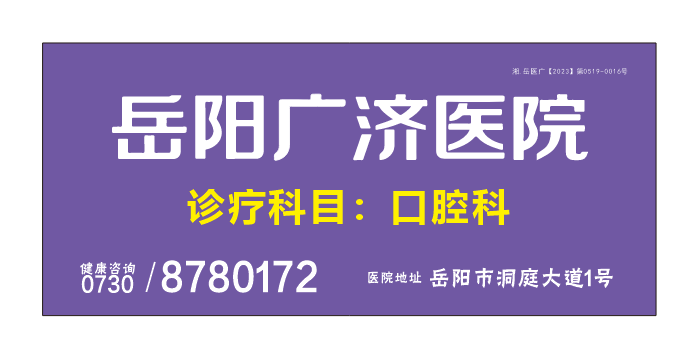 湘 岳医广【2023】第0519-0016号
岳阳广济医院
诊疗科目：口腔科
健康咨询
0730 / 8780172
医院地址 岳阳市洞庭大道1号